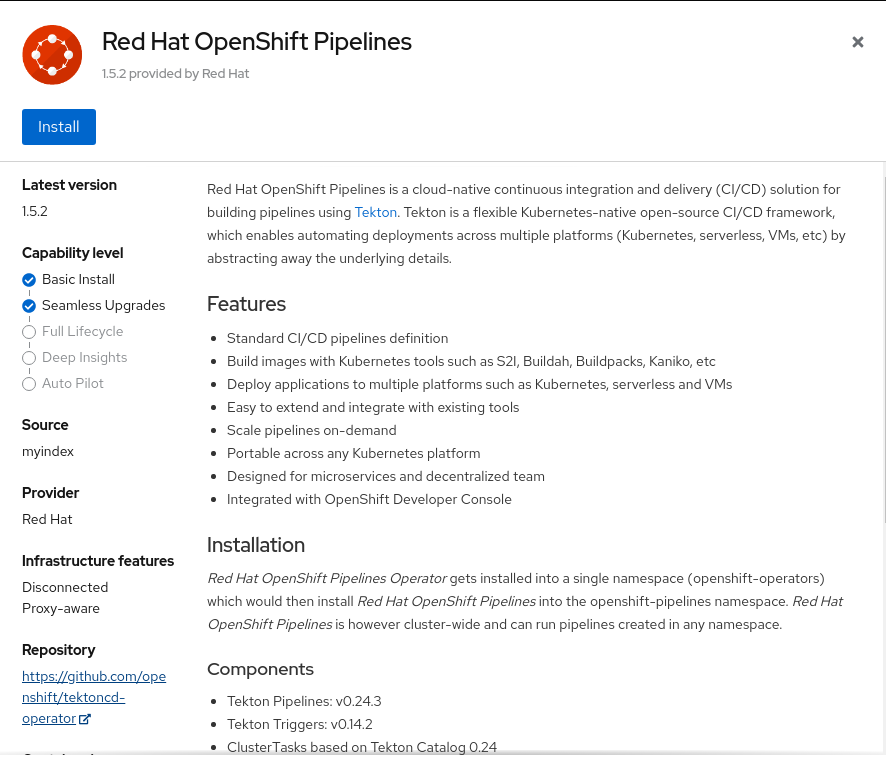 Red Hat OpenShift Pipelines
1.5.2 provided by Red Hat
Install
Latest version
1.5.2
Capability level
Basic Install
Seamless Upgrades
Full Lifecycle
Deep Insights
Auto Pilot
Source
myindex
Provider
Red Hat
Infrastructure features
Disconnected
Proxy-aware
Repository
https://github.com/ope
nshift/tektoncd-
operator
Red Hat OpenShift Pipelines is a cloud-native continuous integration and delivery (CI/CD) solution for
building pipelines using Tekton. Tekton is a flexible Kubernetes-native open-source CI/CD framework,
which enables automating deployments across multiple platforms (Kubernetes, serverless, VMs, etc) by
abstracting away the underlying details.
Features
• Standard CI/CD pipelines definition
• Build images with Kubernetes tools such as S2I, Buildah, Buildpacks, Kaniko, etc
• Deploy applications to multiple platforms such as Kubernetes, serverless and VMs
• Easy to extend and integrate with existing tools
• Scale pipelines on-demand
• Portable across any Kubernetes platform
• Designed for microservices and decentralized team
• Integrated with OpenShift Developer Console
Installation
Red Hat OpenShift Pipelines Operator gets installed into a single namespace (openshift-operators)
which would then install Red Hat OpenShift Pipelines into the openshift-pipelines namespace. Red Hat
OpenShift Pipelines is however cluster-wide and can run pipelines created in any namespace.
Components
• Tekton Pipelines: v0.24.3
• Tekton Triggers: v0.14.2
• ClusterTasks based on Tekton Catalog 0.24